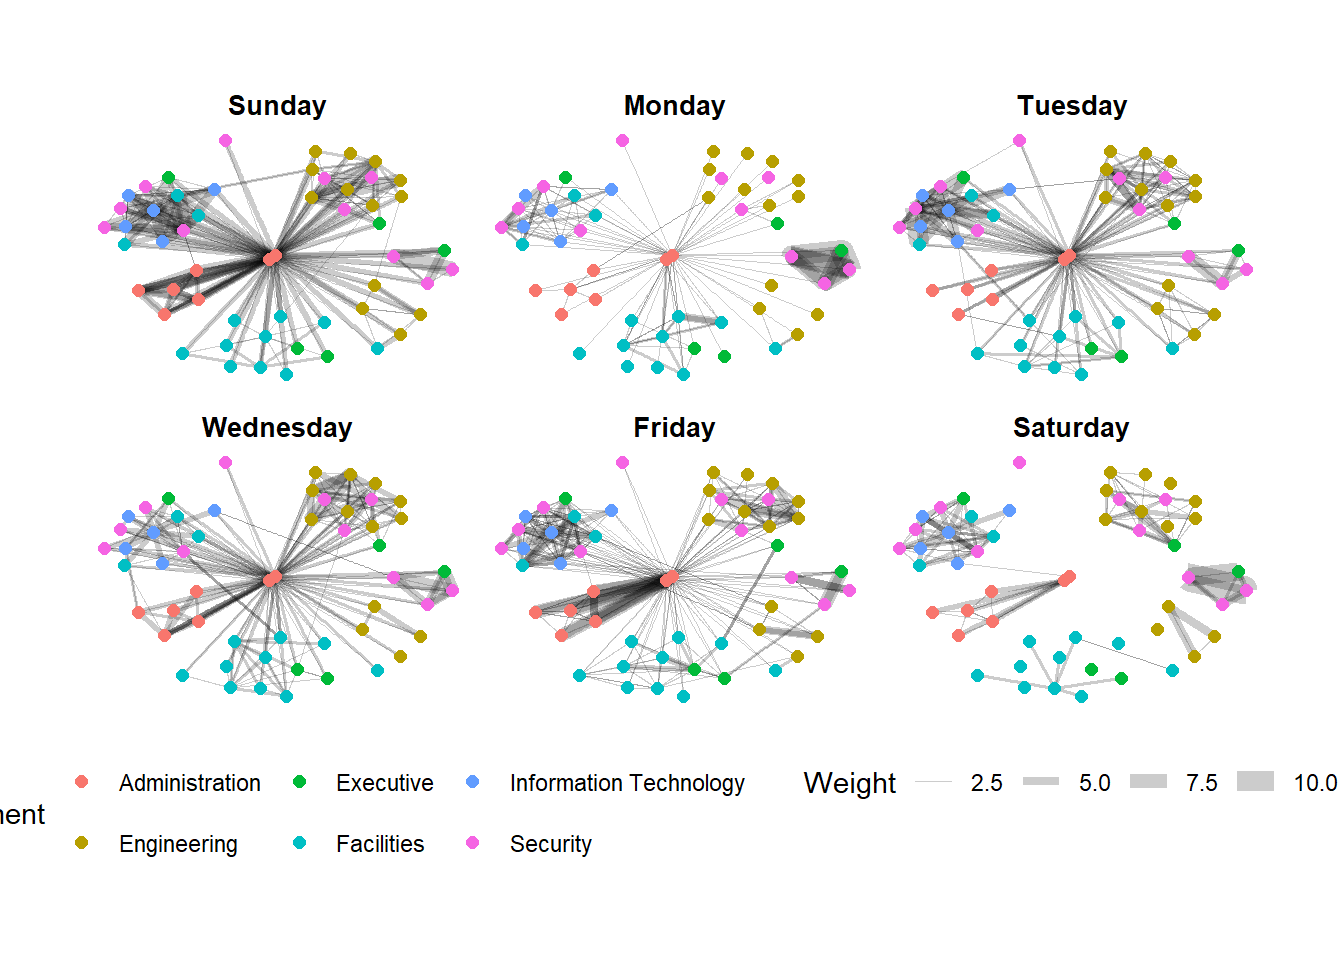 Sunday Monday Tuesday
Wednesday Friday Saturday
Administration Executive Information Technology Weight 2.5 5.0 7.5 10.0
Engineering Facilities Security